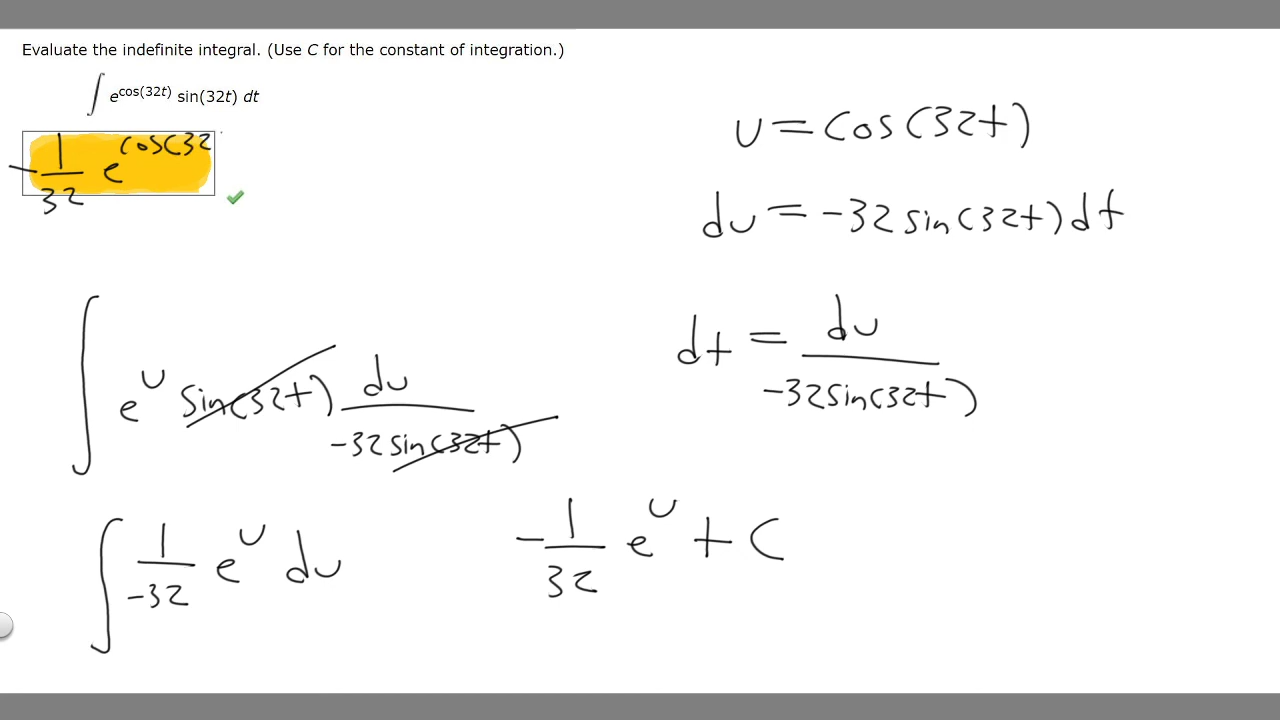 Evaluate the indefinite integral. (Use C for the constant of integration.)
∫ e^cos(32t) sin(32t) dt
-1/32 e^cos(32
u = cos(32t)
du = -32 sin(32t) dt
dt = du/-32sin(32t)
∫ e^u sin(32t) du/-32 sin(32t)
∫ 1/-32 e^u du
-1/32 e^u + C